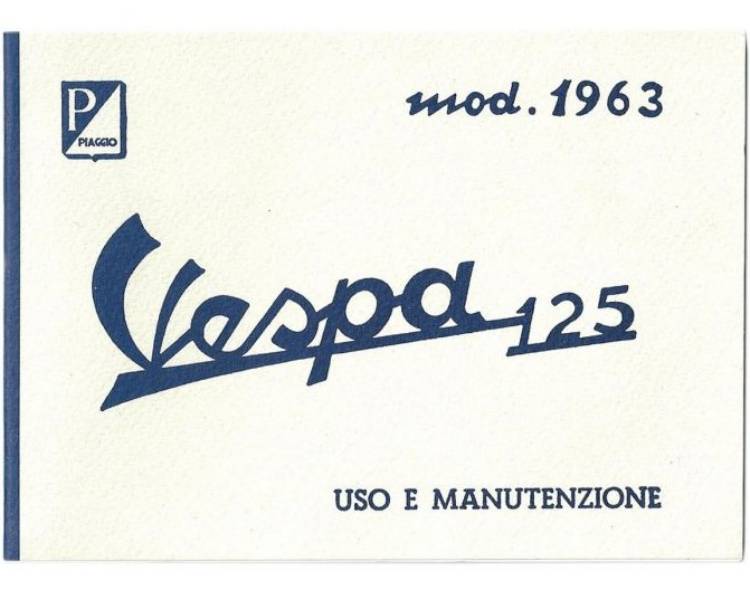 P
PIAGGIO
mod. 1963
Vespa 125
USO E MANUTENZIONE